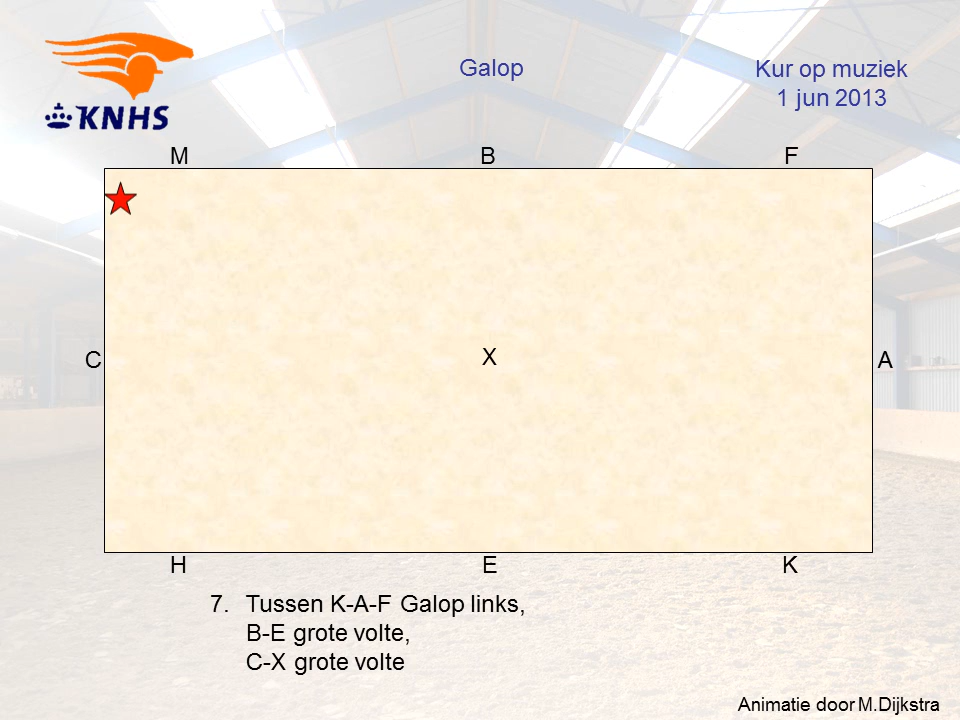 KNHS
Galop
Kur op muziek
1 jun 2013
M B F
C X A
H E K
7. Tussen K-A-F Galop links,
B-E grote volte,
C-X grote volte
Animatie door M.Dijkstra